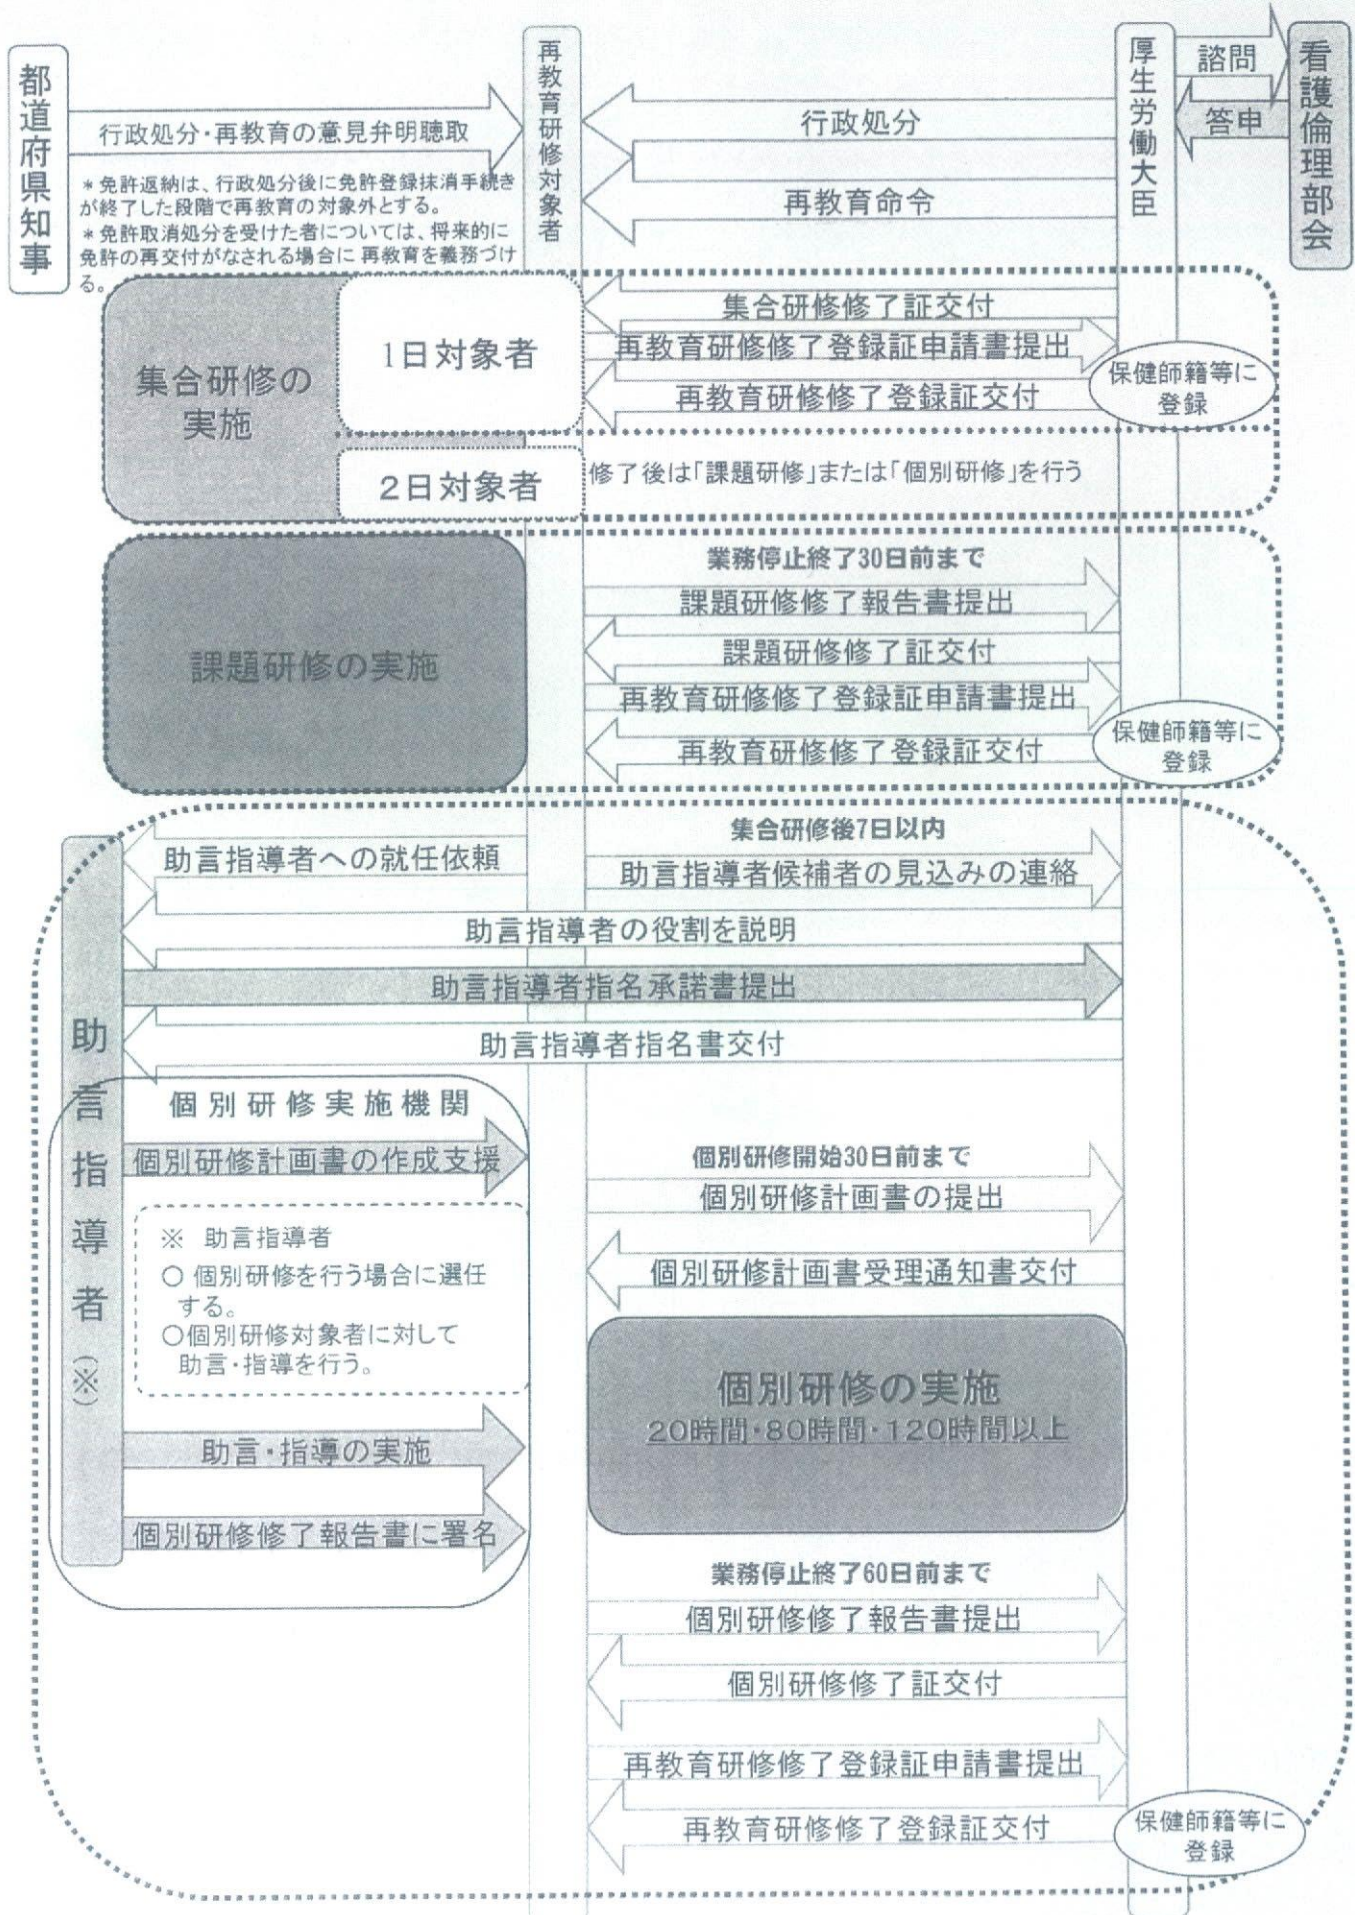 都道府県知事
再教育研修対象者
厚生労働大臣
看護倫理部会
諮問
答申
行政処分・再教育の意見弁明聴取
行政処分
再教育命令
*免許返納は、行政処分後に免許登録抹消手続き
が終了した段階で再教育の対象外とする。
*免許取消処分を受けた者については、将来的に
免許の再交付がなされる場合に 再教育を義務づけ
る。
集合研修の
実施
1日対象者
集合研修修了証交付
再教育研修修了登録証申請書提出
再教育研修修了登録証交付
保健師籍等に
登録
2日対象者
修了後は「課題研修」または「個別研修」を行う
課題研修の実施
業務停止終了30日前まで
課題研修修了報告書提出
課題研修修了証交付
再教育研修修了登録証申請書提出
再教育研修修了登録証交付
保健師籍等に
登録
助言指導者(※)
助言指導者への就任依頼
集合研修後7日以内
助言指導者候補者の見込みの連絡
助言指導者の役割を説明
助言指導者指名承諾書提出
助言指導者指名書交付
個別研修実施機関
個別研修計画書の作成支援
個別研修開始30日前まで
個別研修計画書の提出
個別研修計画書受理通知書交付
※ 助言指導者
○ 個別研修を行う場合に選任
する。
○個別研修対象者に対して
助言・指導を行う。
個別研修の実施
20時間・80時間・120時間以上
助言・指導の実施
個別研修修了報告書に署名
業務停止終了60日前まで
個別研修修了報告書提出
個別研修修了証交付
再教育研修修了登録証申請書提出
再教育研修修了登録証交付
保健師籍等に
登録